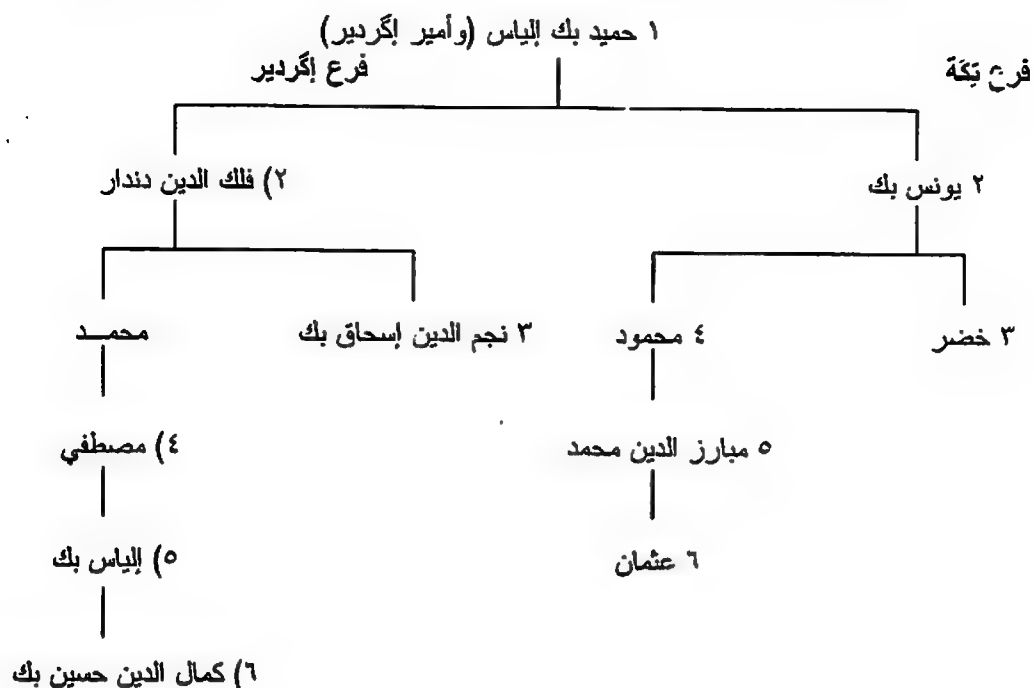 ١ حميد بك إلياس (وأمير إگردير)
فرع تِكَة
فرع إگردير
٢ يونس بك
٢) فلك الدين دندار
٣ خضر
٤ محمود
٣ نجم الدين إسحاق بك
محمــد
٥ مبارز الدين محمد
٤) مصطفي
٦ عثمان
٥) إلياس بك
٦) كمال الدين حسين بك